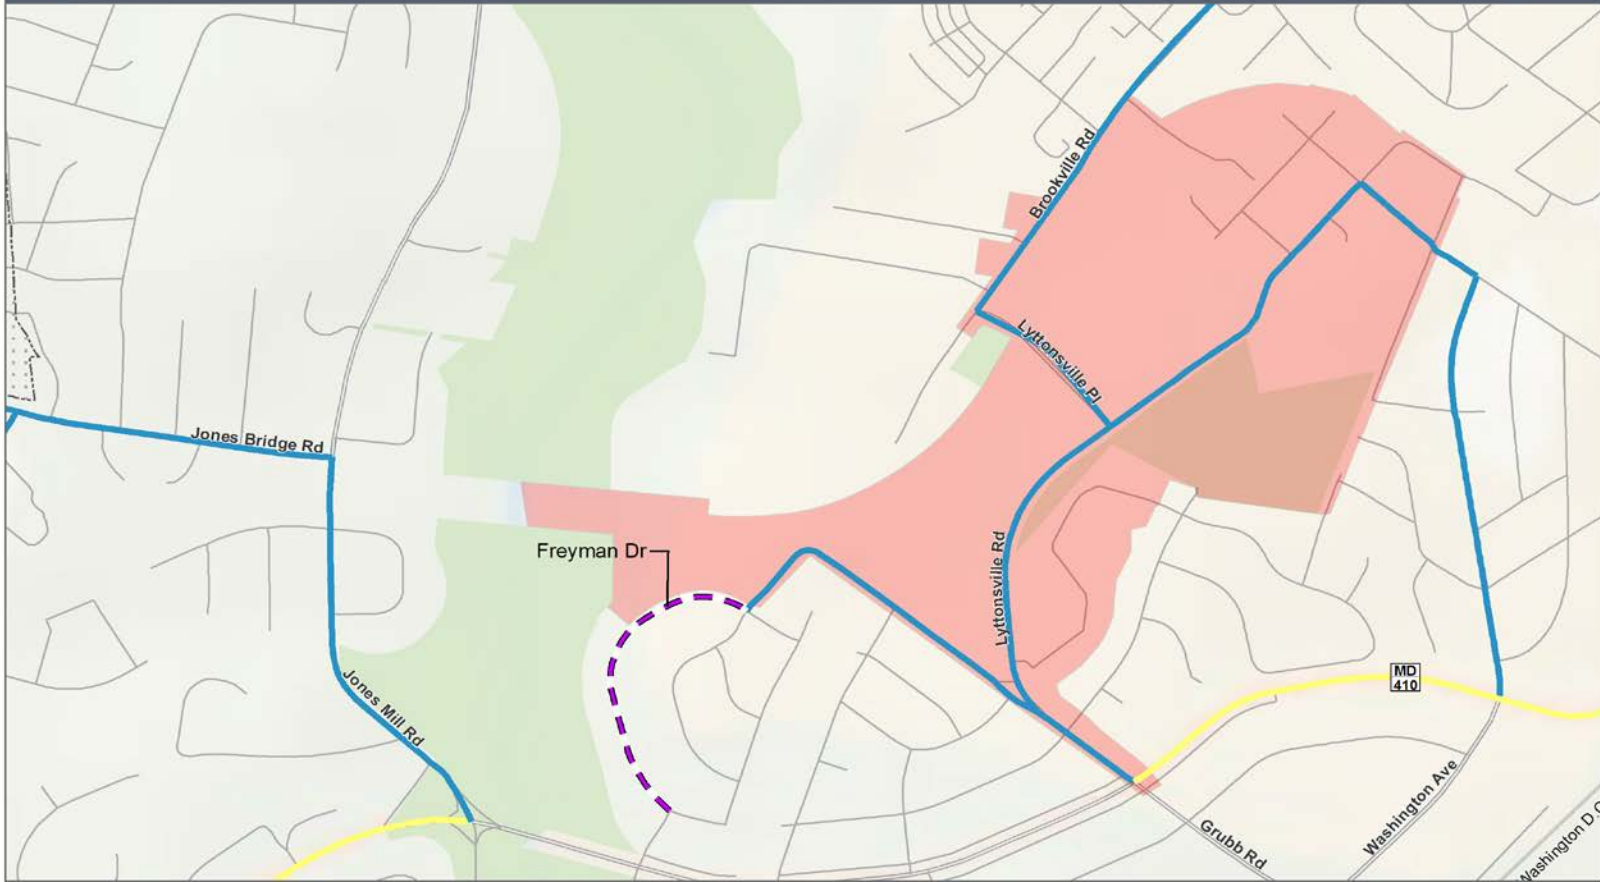 Brookville Rd
Lyttonsville Pl
Jones Bridge Rd
Freyman Dr
Lyttonsville Rd
Jones Mill Rd
MD
410
Washington Ave
Grubb Rd
Washington D.C